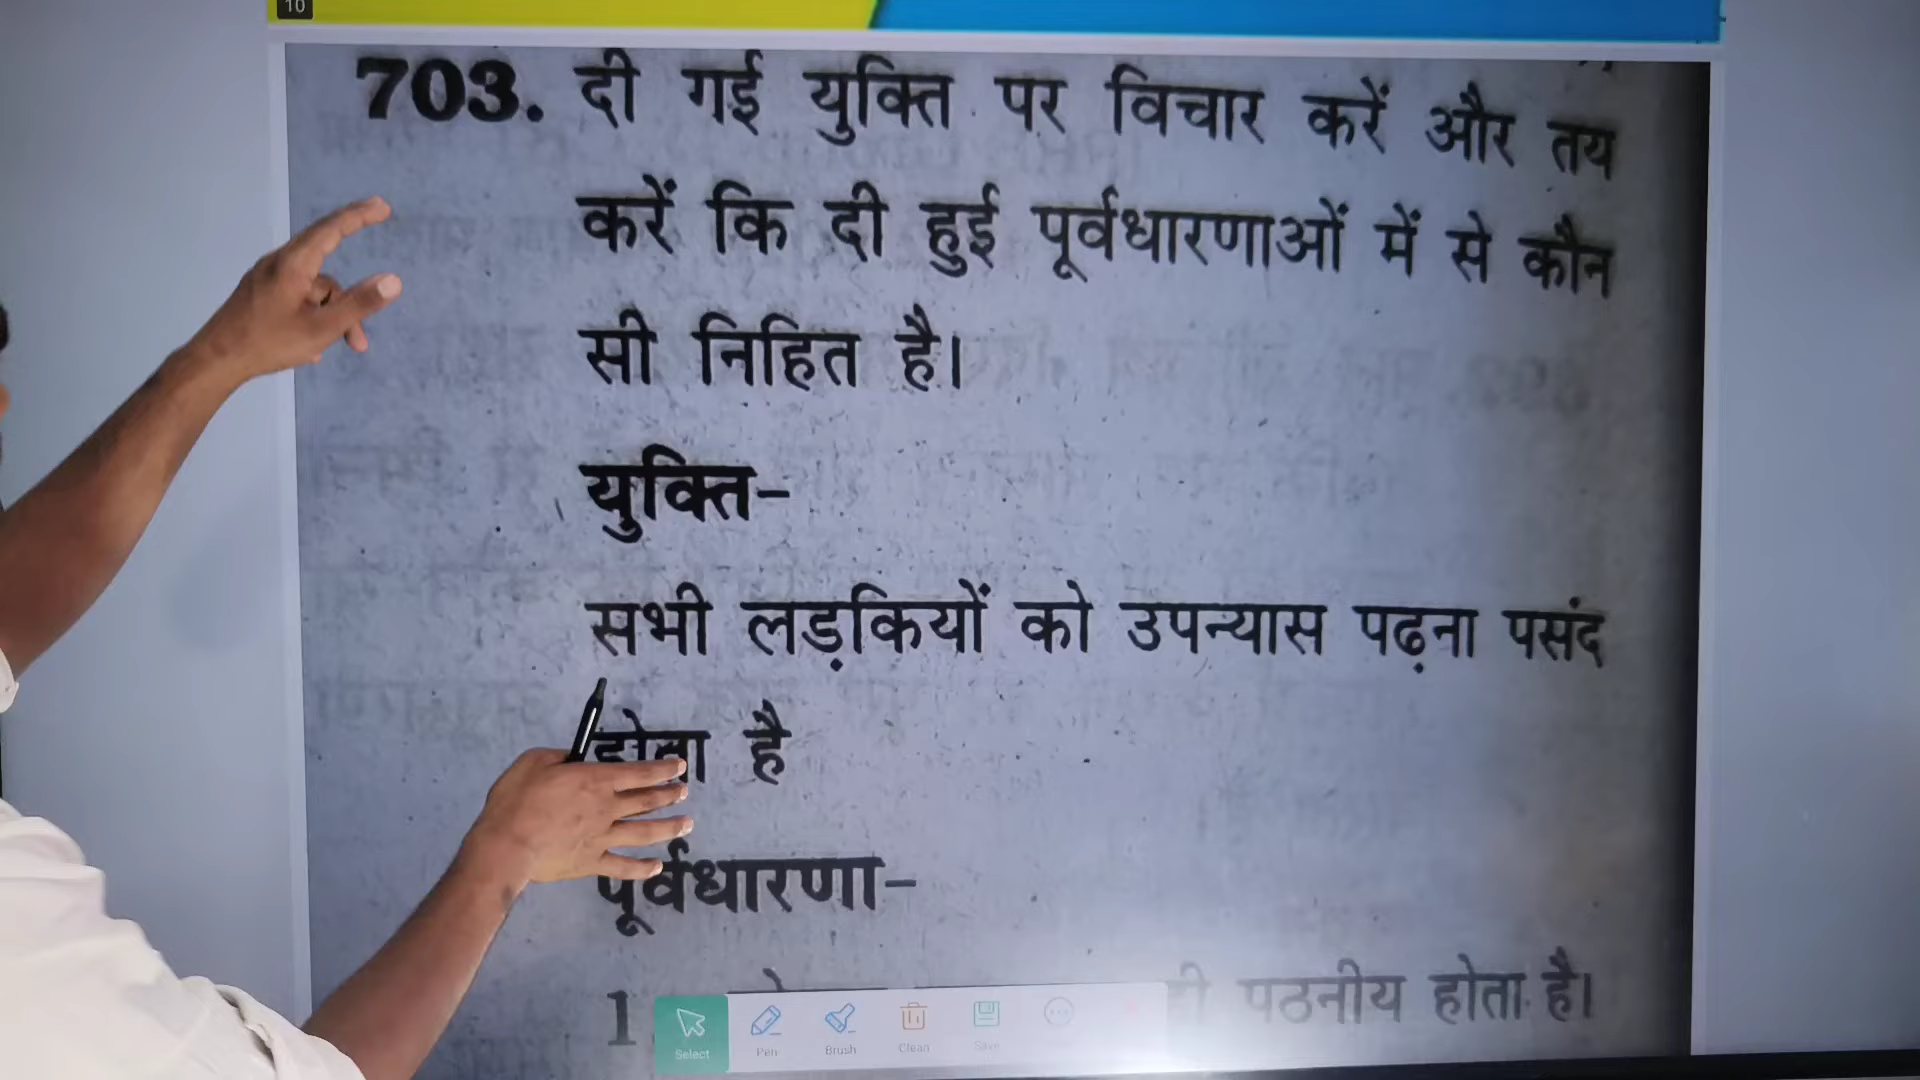 10
703. दी गई युक्ति पर विचार करें और तय
करें कि दी हुई पूर्वधारणाओं में से कौन
सी निहित है।
युक्ति-
सभी लड़कियों को उपन्यास पढ़ना पसंद
होता है
पूर्वधारणा-
1 पठनीय होता है।
Select Pen Brush Clean Save